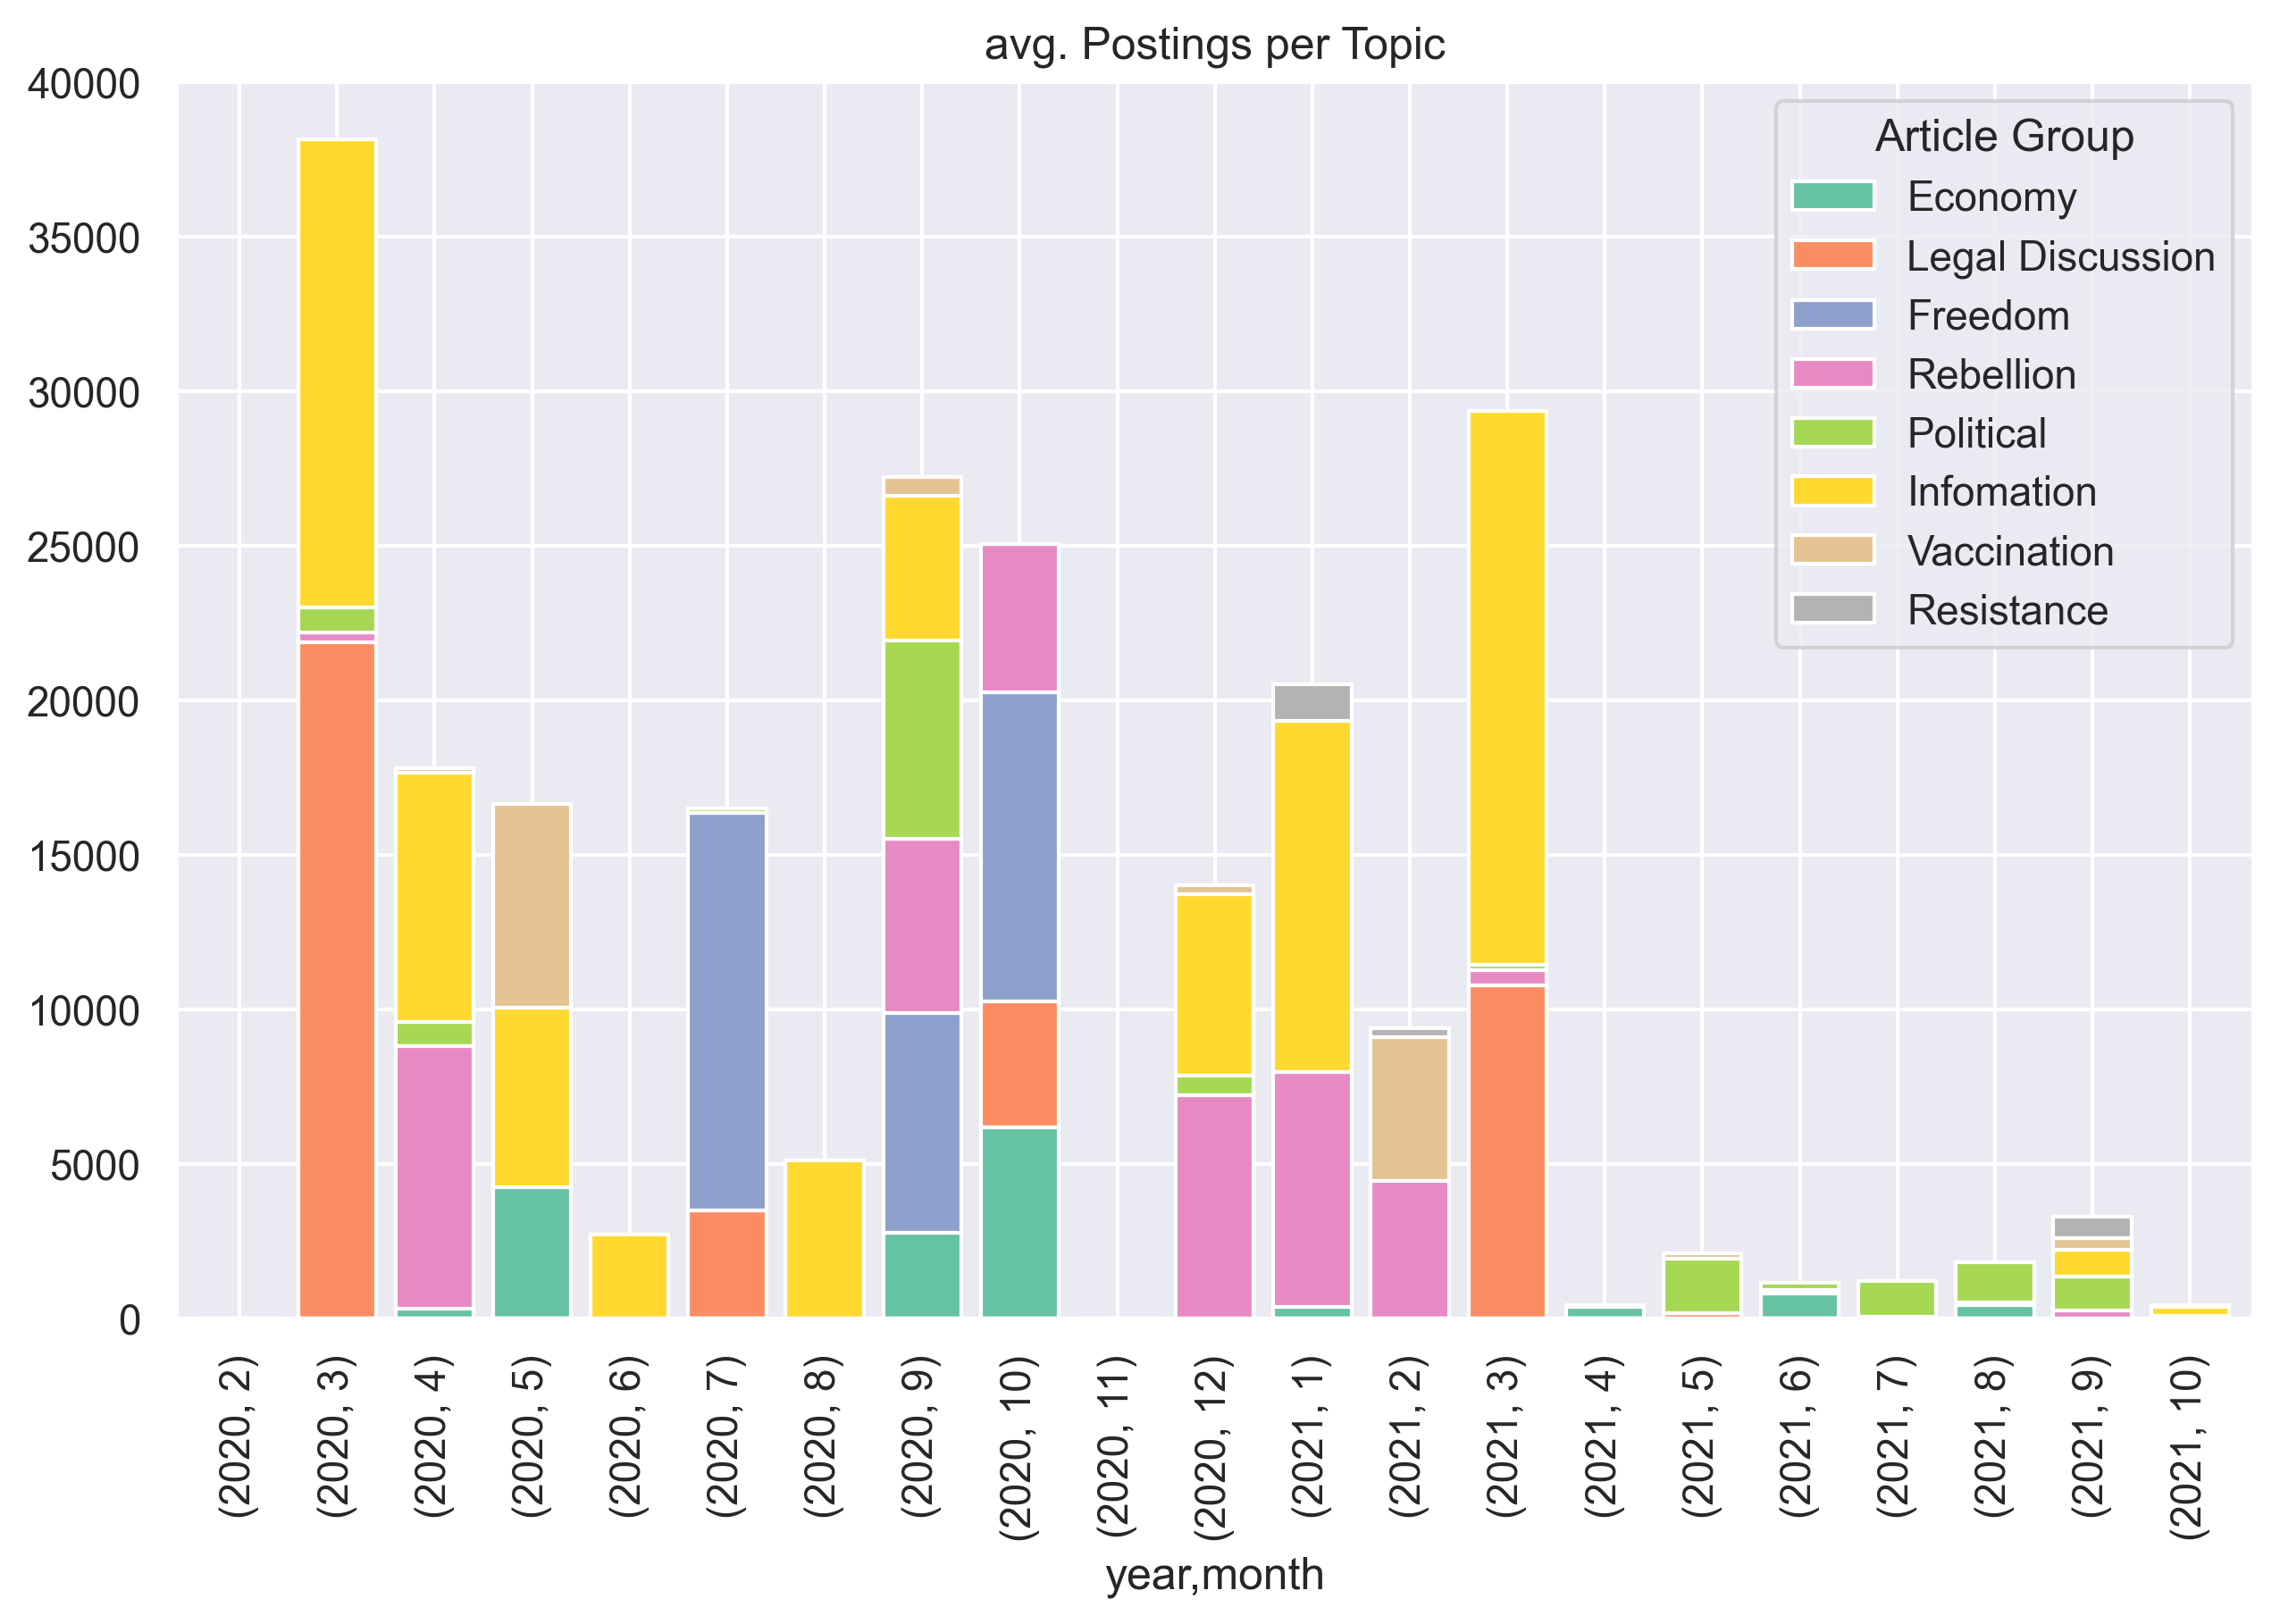 avg. Postings per Topic
40000
35000
30000
25000
20000
15000
10000
5000
0
Article Group
Economy
Legal Discussion
Freedom
Rebellion
Political
Infomation
Vaccination
Resistance
(2020, 2)
(2020, 3)
(2020, 4)
(2020, 5)
(2020, 6)
(2020, 7)
(2020, 8)
(2020, 9)
(2020, 10)
(2020, 11)
(2020, 12)
(2021, 1)
(2021, 2)
(2021, 3)
(2021, 4)
(2021, 5)
(2021, 6)
(2021, 7)
(2021, 8)
(2021, 9)
(2021, 10)
year,month